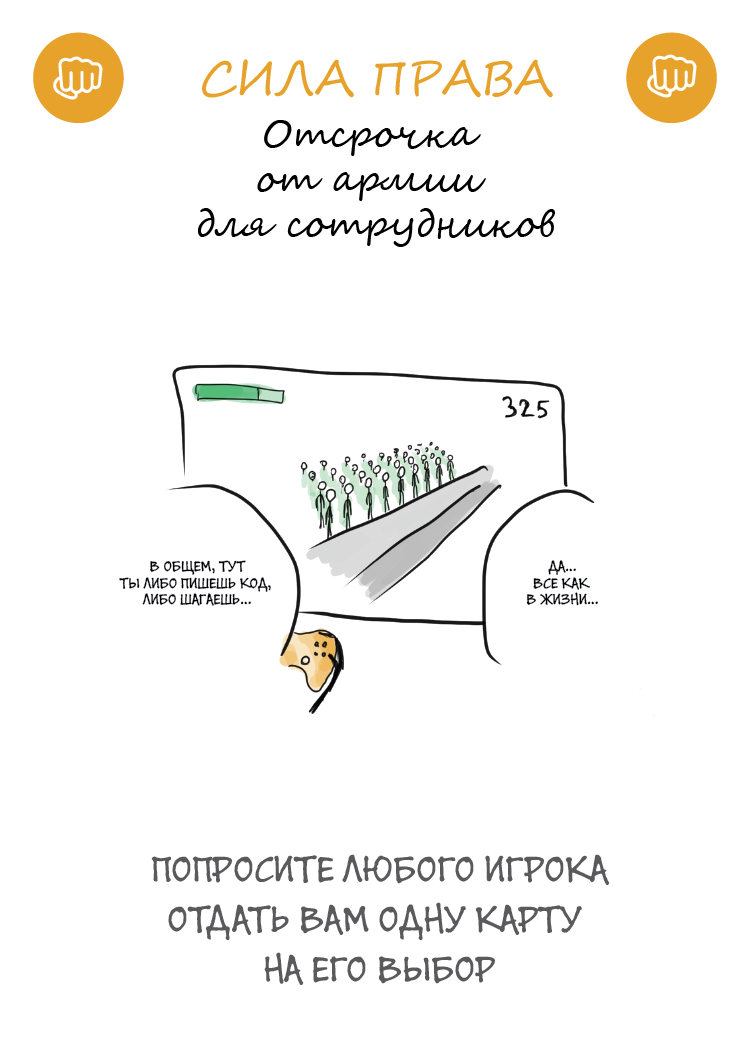 СИЛА ПРАВА
Отсрочка
от армии
для сотрудников
325
В ОБЩЕМ, ТУТ
ТЫ ЛИБО ПИШЕШЬ КОД,
ЛИБО ШАГАЕШЬ...
ДА...
ВСЕ КАК
В ЖИЗНИ...
ПОПРОСИТЕ ЛЮБОГО ИГРОКА
ОТДАТЬ ВАМ ОДНУ КАРТУ
НА ЕГО ВЫБОР